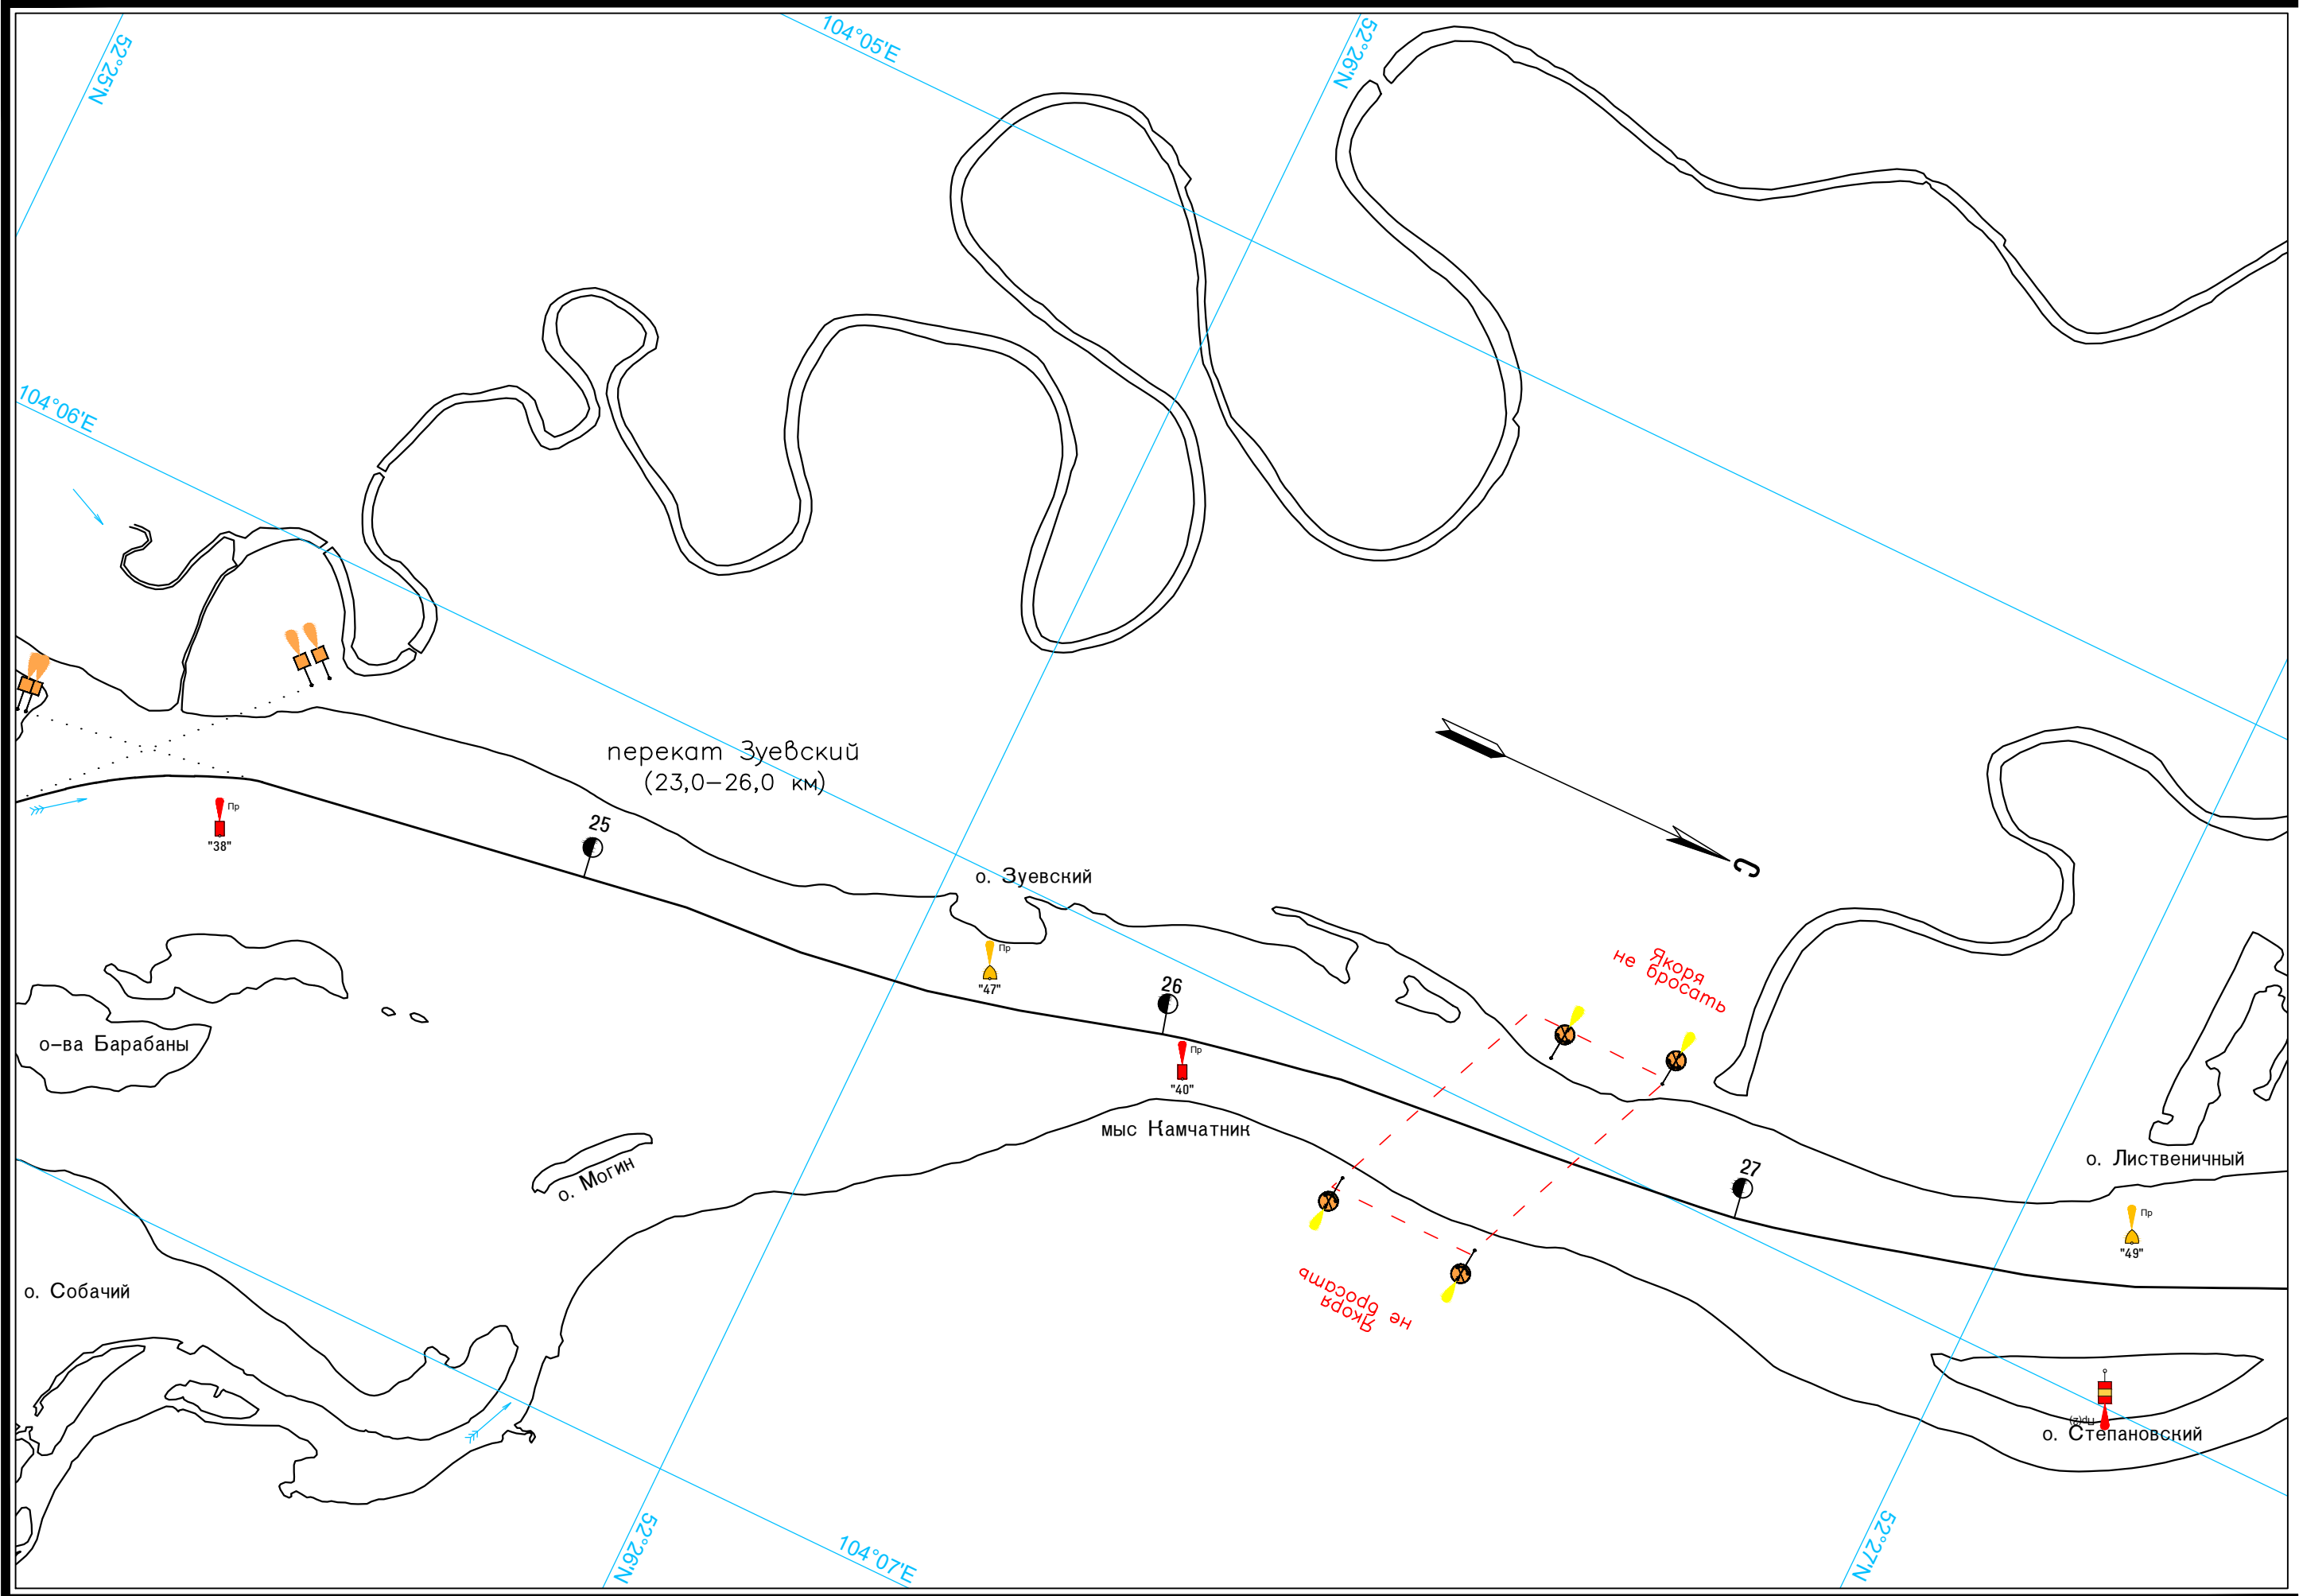 52°25'N
104°05'E
52°26'N
104°06'E
перекат Зуевский
(23,0–26,0 км)
Пр
"38"
25
о. Зуевский
С
Пр
"47"
26
Якоря
не бросать
о-ва Барабаны
Пр
"40"
мыс Камчатник
о. Могин
27
о. Лиственичный
Пр
"49"
о. Собачий
Якоря
не бросать
Пр(2)
о. Степановский
52°26'N
104°07'E
52°27'N